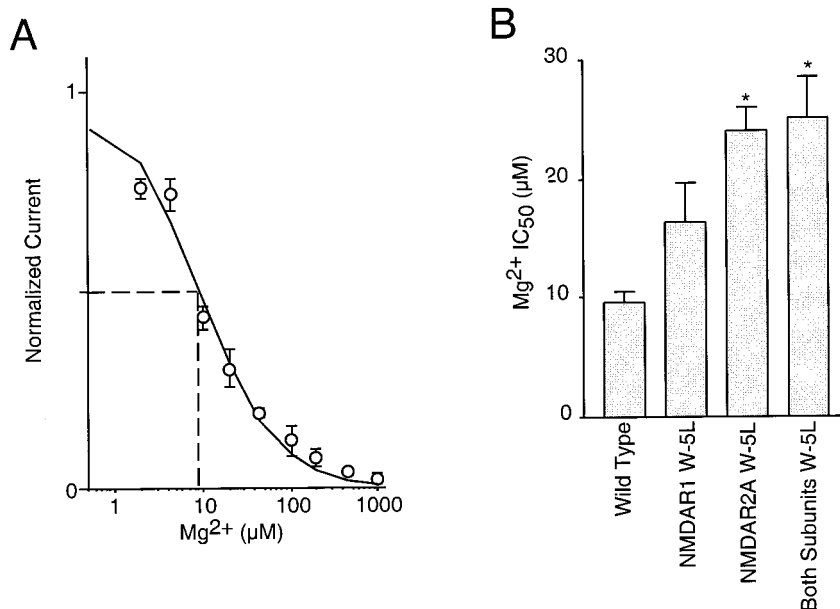 A
1
Normalized Current
0
1 10 100 1000
Mg2+ (µM)
B
30
20
10
0
Mg2+ IC50 (µM)
* *
Wild Type
NMDAR1 W-5L
NMDAR2A W-5L
Both Subunits W-5L